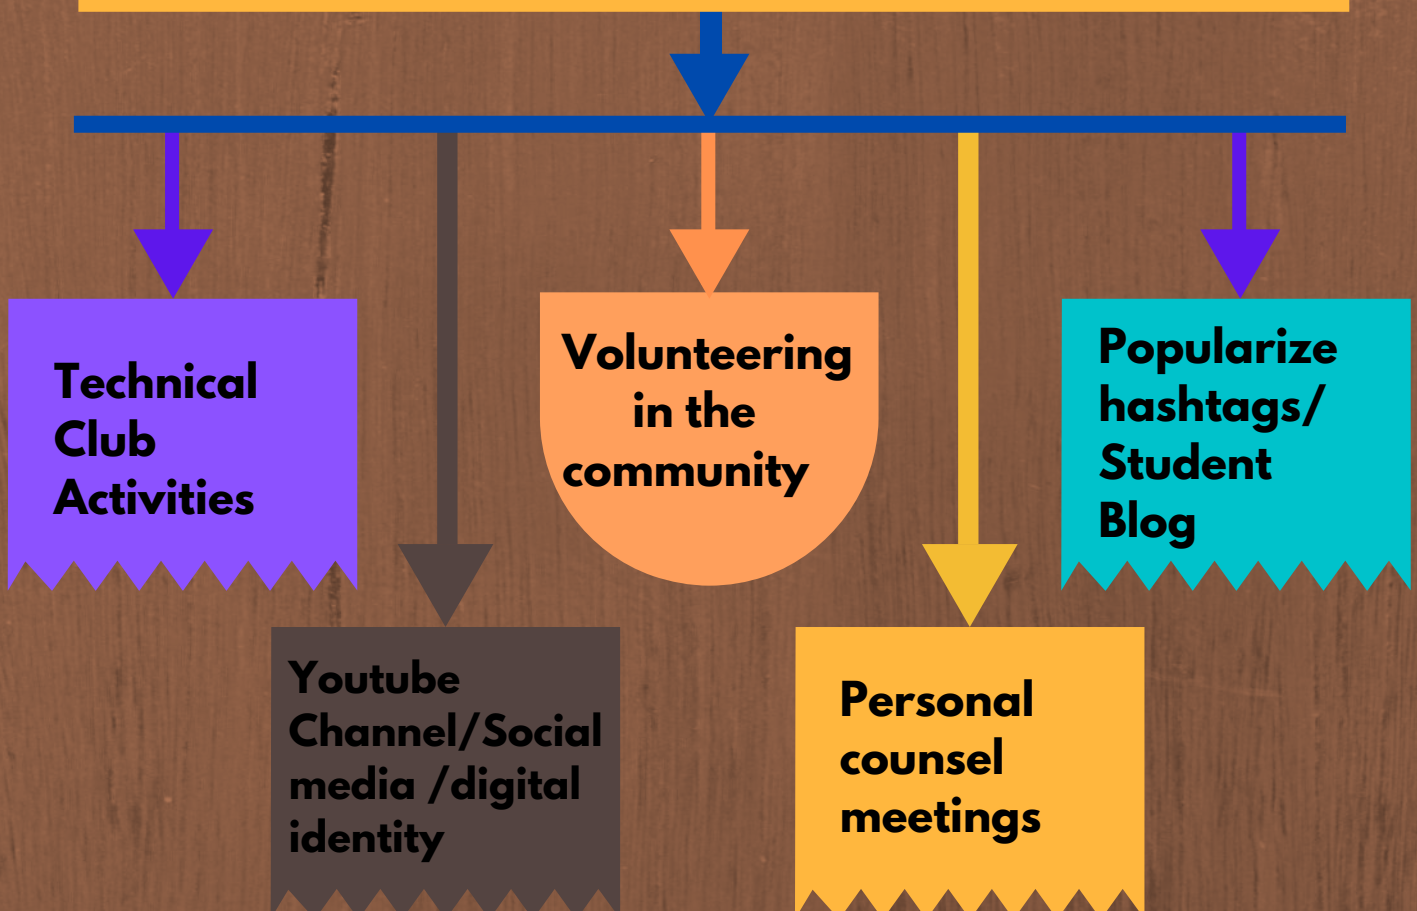 Technical
Club
Activities
Volunteering
in the
community
Popularize
hashtags/
Student
Blog
Youtube
Channel/Social
media /digital
identity
Personal
counsel
meetings